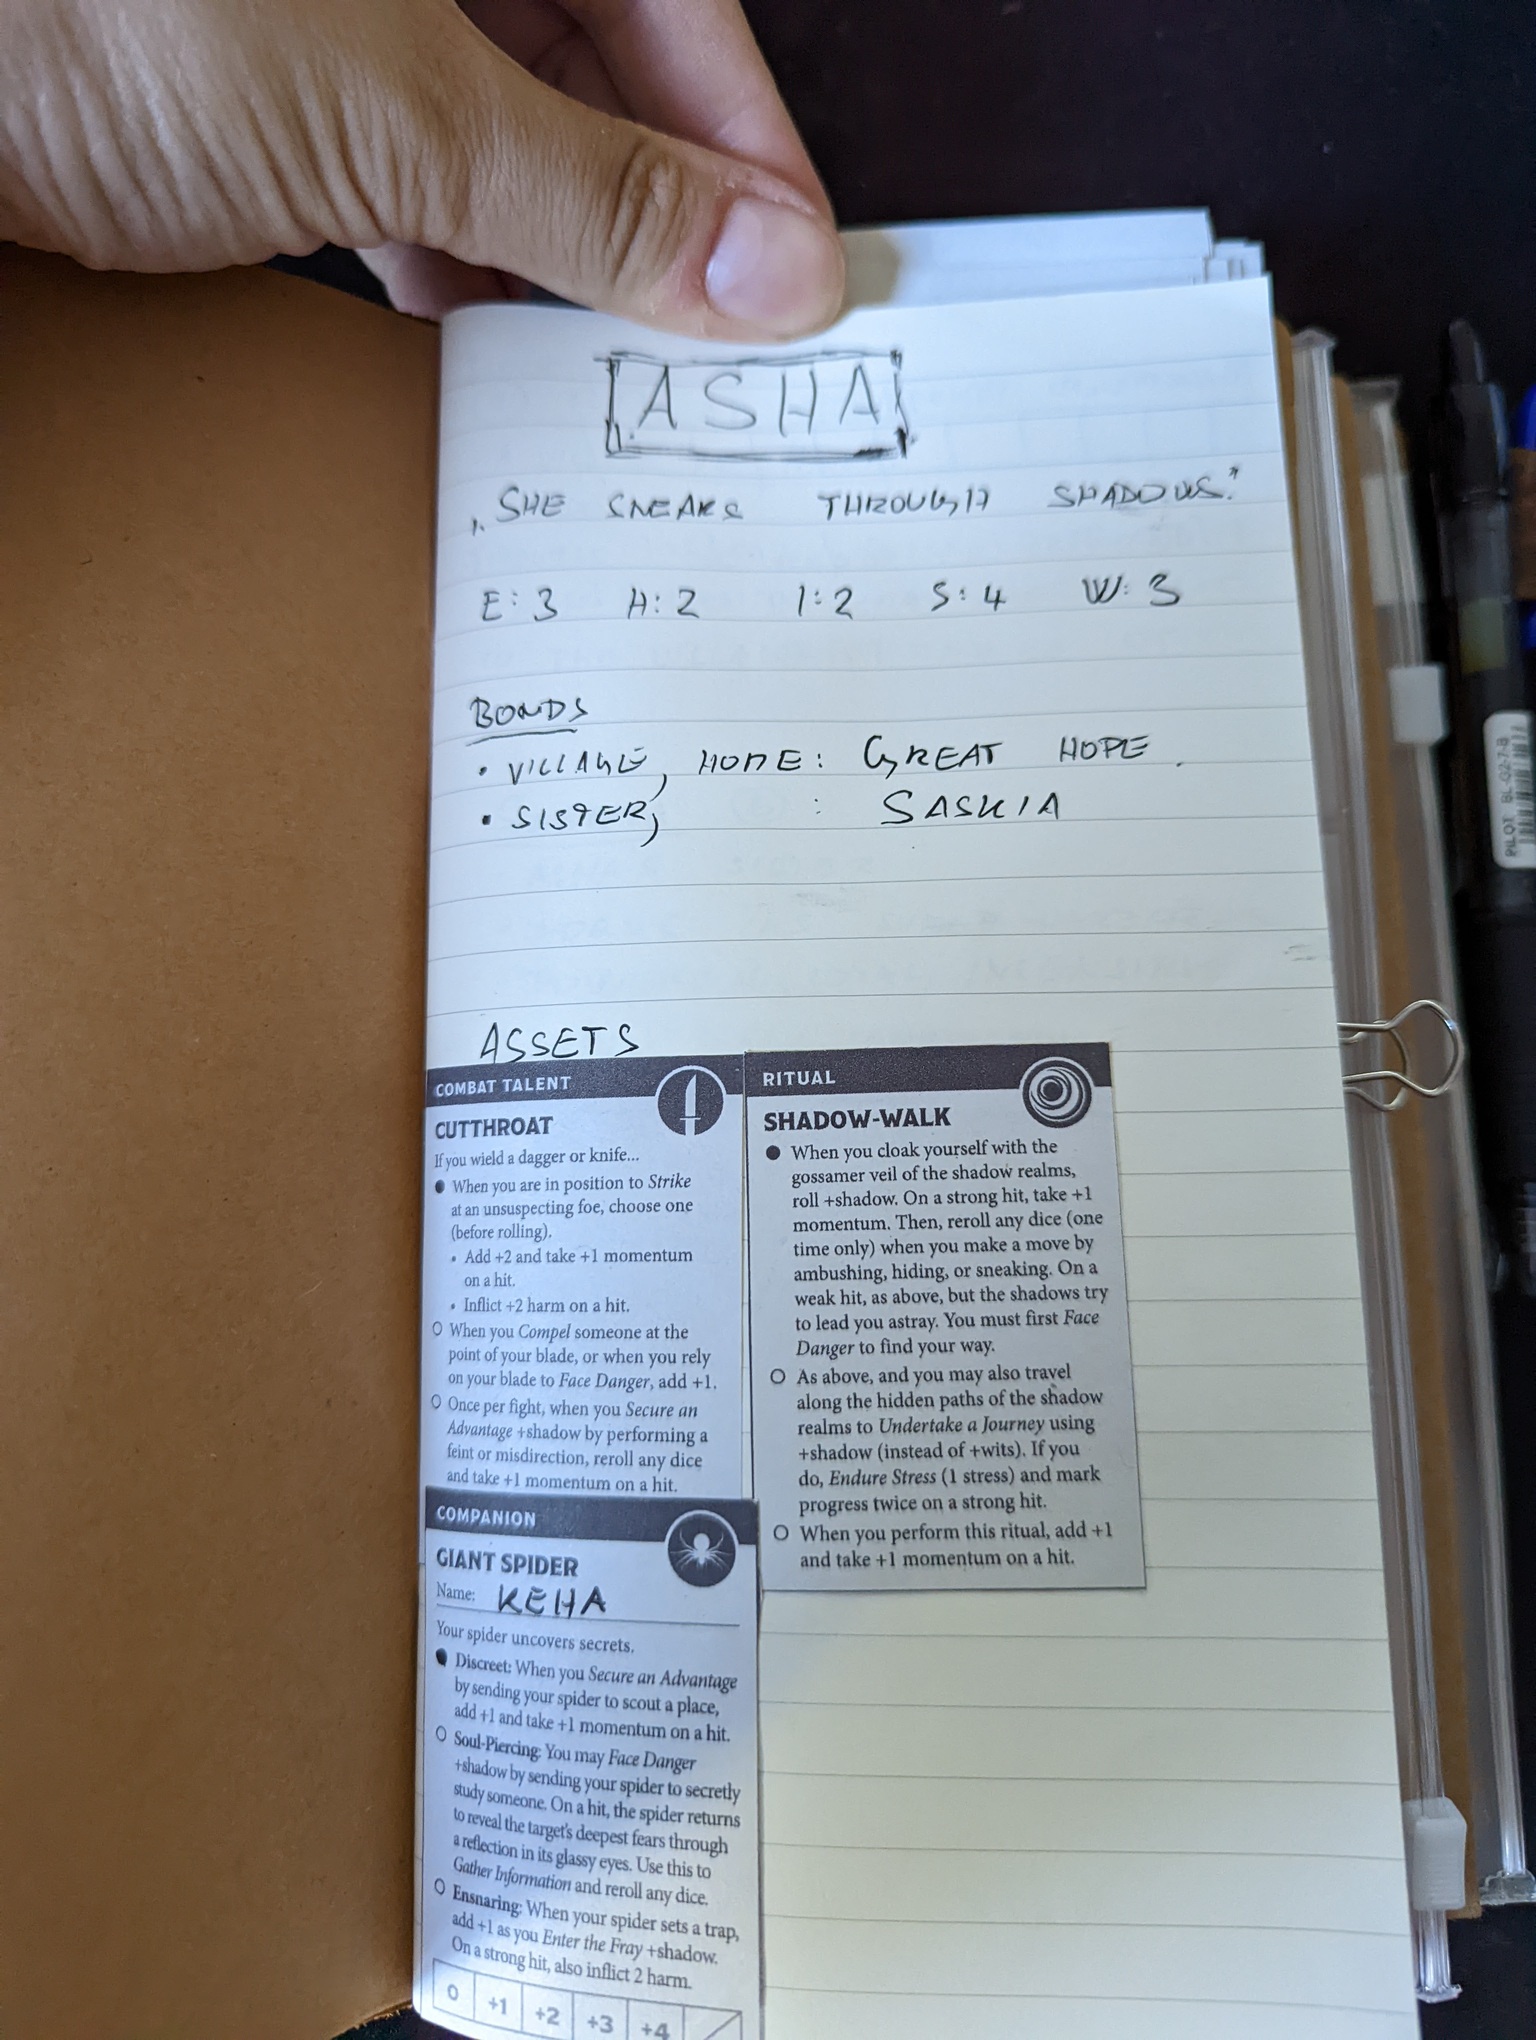 ASHA
„SHE SNEAKS THROUGH SHADOWS."
E: 3 H: 2 I: 2 S: 4 W: 3
BONDS
• VILLAGE, HOME: GREAT HOPE.
• SISTER, : SASKIA
ASSETS
COMBAT TALENT
CUTTHROAT
If you wield a dagger or knife...
● When you are in position to Strike
at an unsuspecting foe, choose one
(before rolling).
• Add +2 and take +1 momentum
on a hit.
• Inflict +2 harm on a hit.
○ When you Compel someone at the
point of your blade, or when you rely
on your blade to Face Danger, add +1.
○ Once per fight, when you Secure an
Advantage +shadow by performing a
feint or misdirection, reroll any dice
and take +1 momentum on a hit.
RITUAL
SHADOW-WALK
● When you cloak yourself with the
gossamer veil of the shadow realms,
roll +shadow. On a strong hit, take +1
momentum. Then, reroll any dice (one
time only) when you make a move by
ambushing, hiding, or sneaking. On a
weak hit, as above, but the shadows try
to lead you astray. You must first Face
Danger to find your way.
○ As above, and you may also travel
along the hidden paths of the shadow
realms to Undertake a Journey using
+shadow (instead of +wits). If you
do, Endure Stress (1 stress) and mark
progress twice on a strong hit.
○ When you perform this ritual, add +1
and take +1 momentum on a hit.
COMPANION
GIANT SPIDER
Name: KEHA
Your spider uncovers secrets.
● Discreet: When you Secure an Advantage
by sending your spider to scout a place,
add +1 and take +1 momentum on a hit.
○ Soul-Piercing: You may Face Danger
+shadow by sending your spider to secretly
study someone. On a hit, the spider returns
to reveal the target's deepest fears through
a reflection in its glassy eyes. Use this to
Gather Information and reroll any dice.
○ Ensnaring: When your spider sets a trap,
add +1 as you Enter the Fray +shadow.
On a strong hit, also inflict 2 harm.
0 +1 +2 +3 +4
PILOT BL-G2-7-B